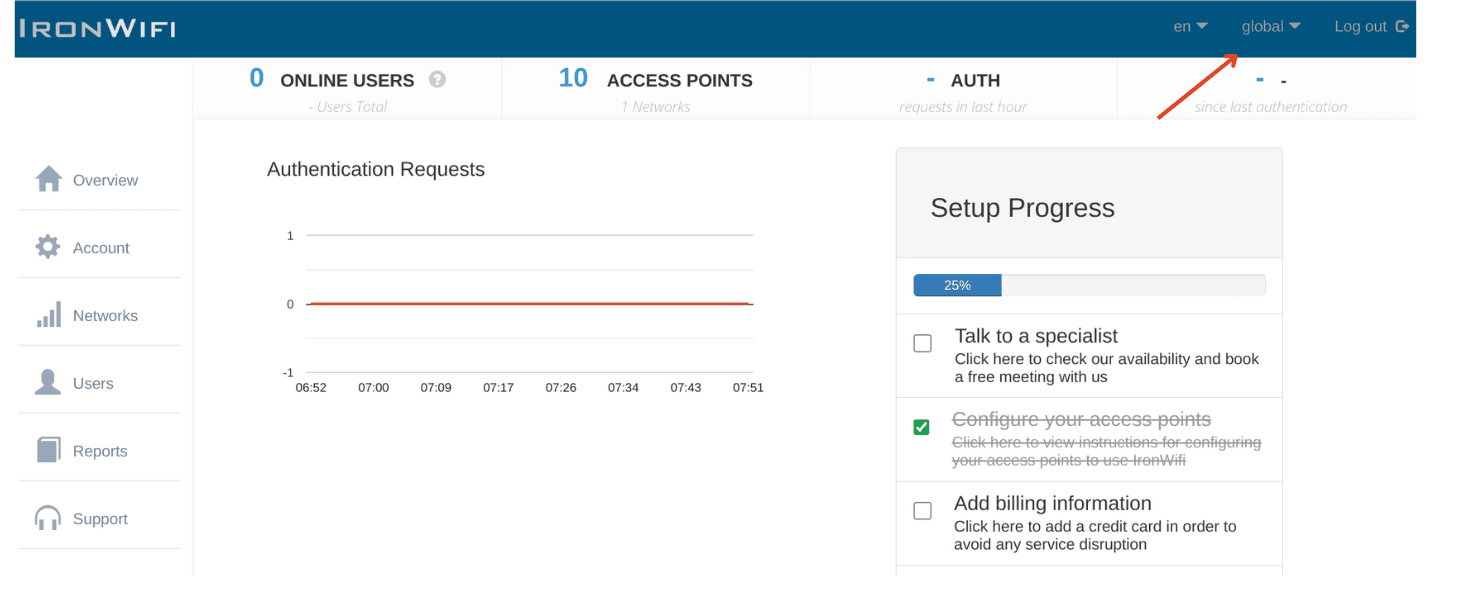 IRONWIFI
en global Log out
0 ONLINE USERS ?
- Users Total
10 ACCESS POINTS
1 Networks
- AUTH
requests in last hour
- -
since last authentication
Overview
Account
Networks
Users
Reports
Support
Authentication Requests
1
0
-1
06:52 07:00 07:09 07:17 07:26 07:34 07:43 07:51
Setup Progress
25%
Talk to a specialist
Click here to check our availability and book
a free meeting with us
Configure your access points
Click here to view instructions for configuring
your access points to use IronWifi
Add billing information
Click here to add a credit card in order to
avoid any service disruption